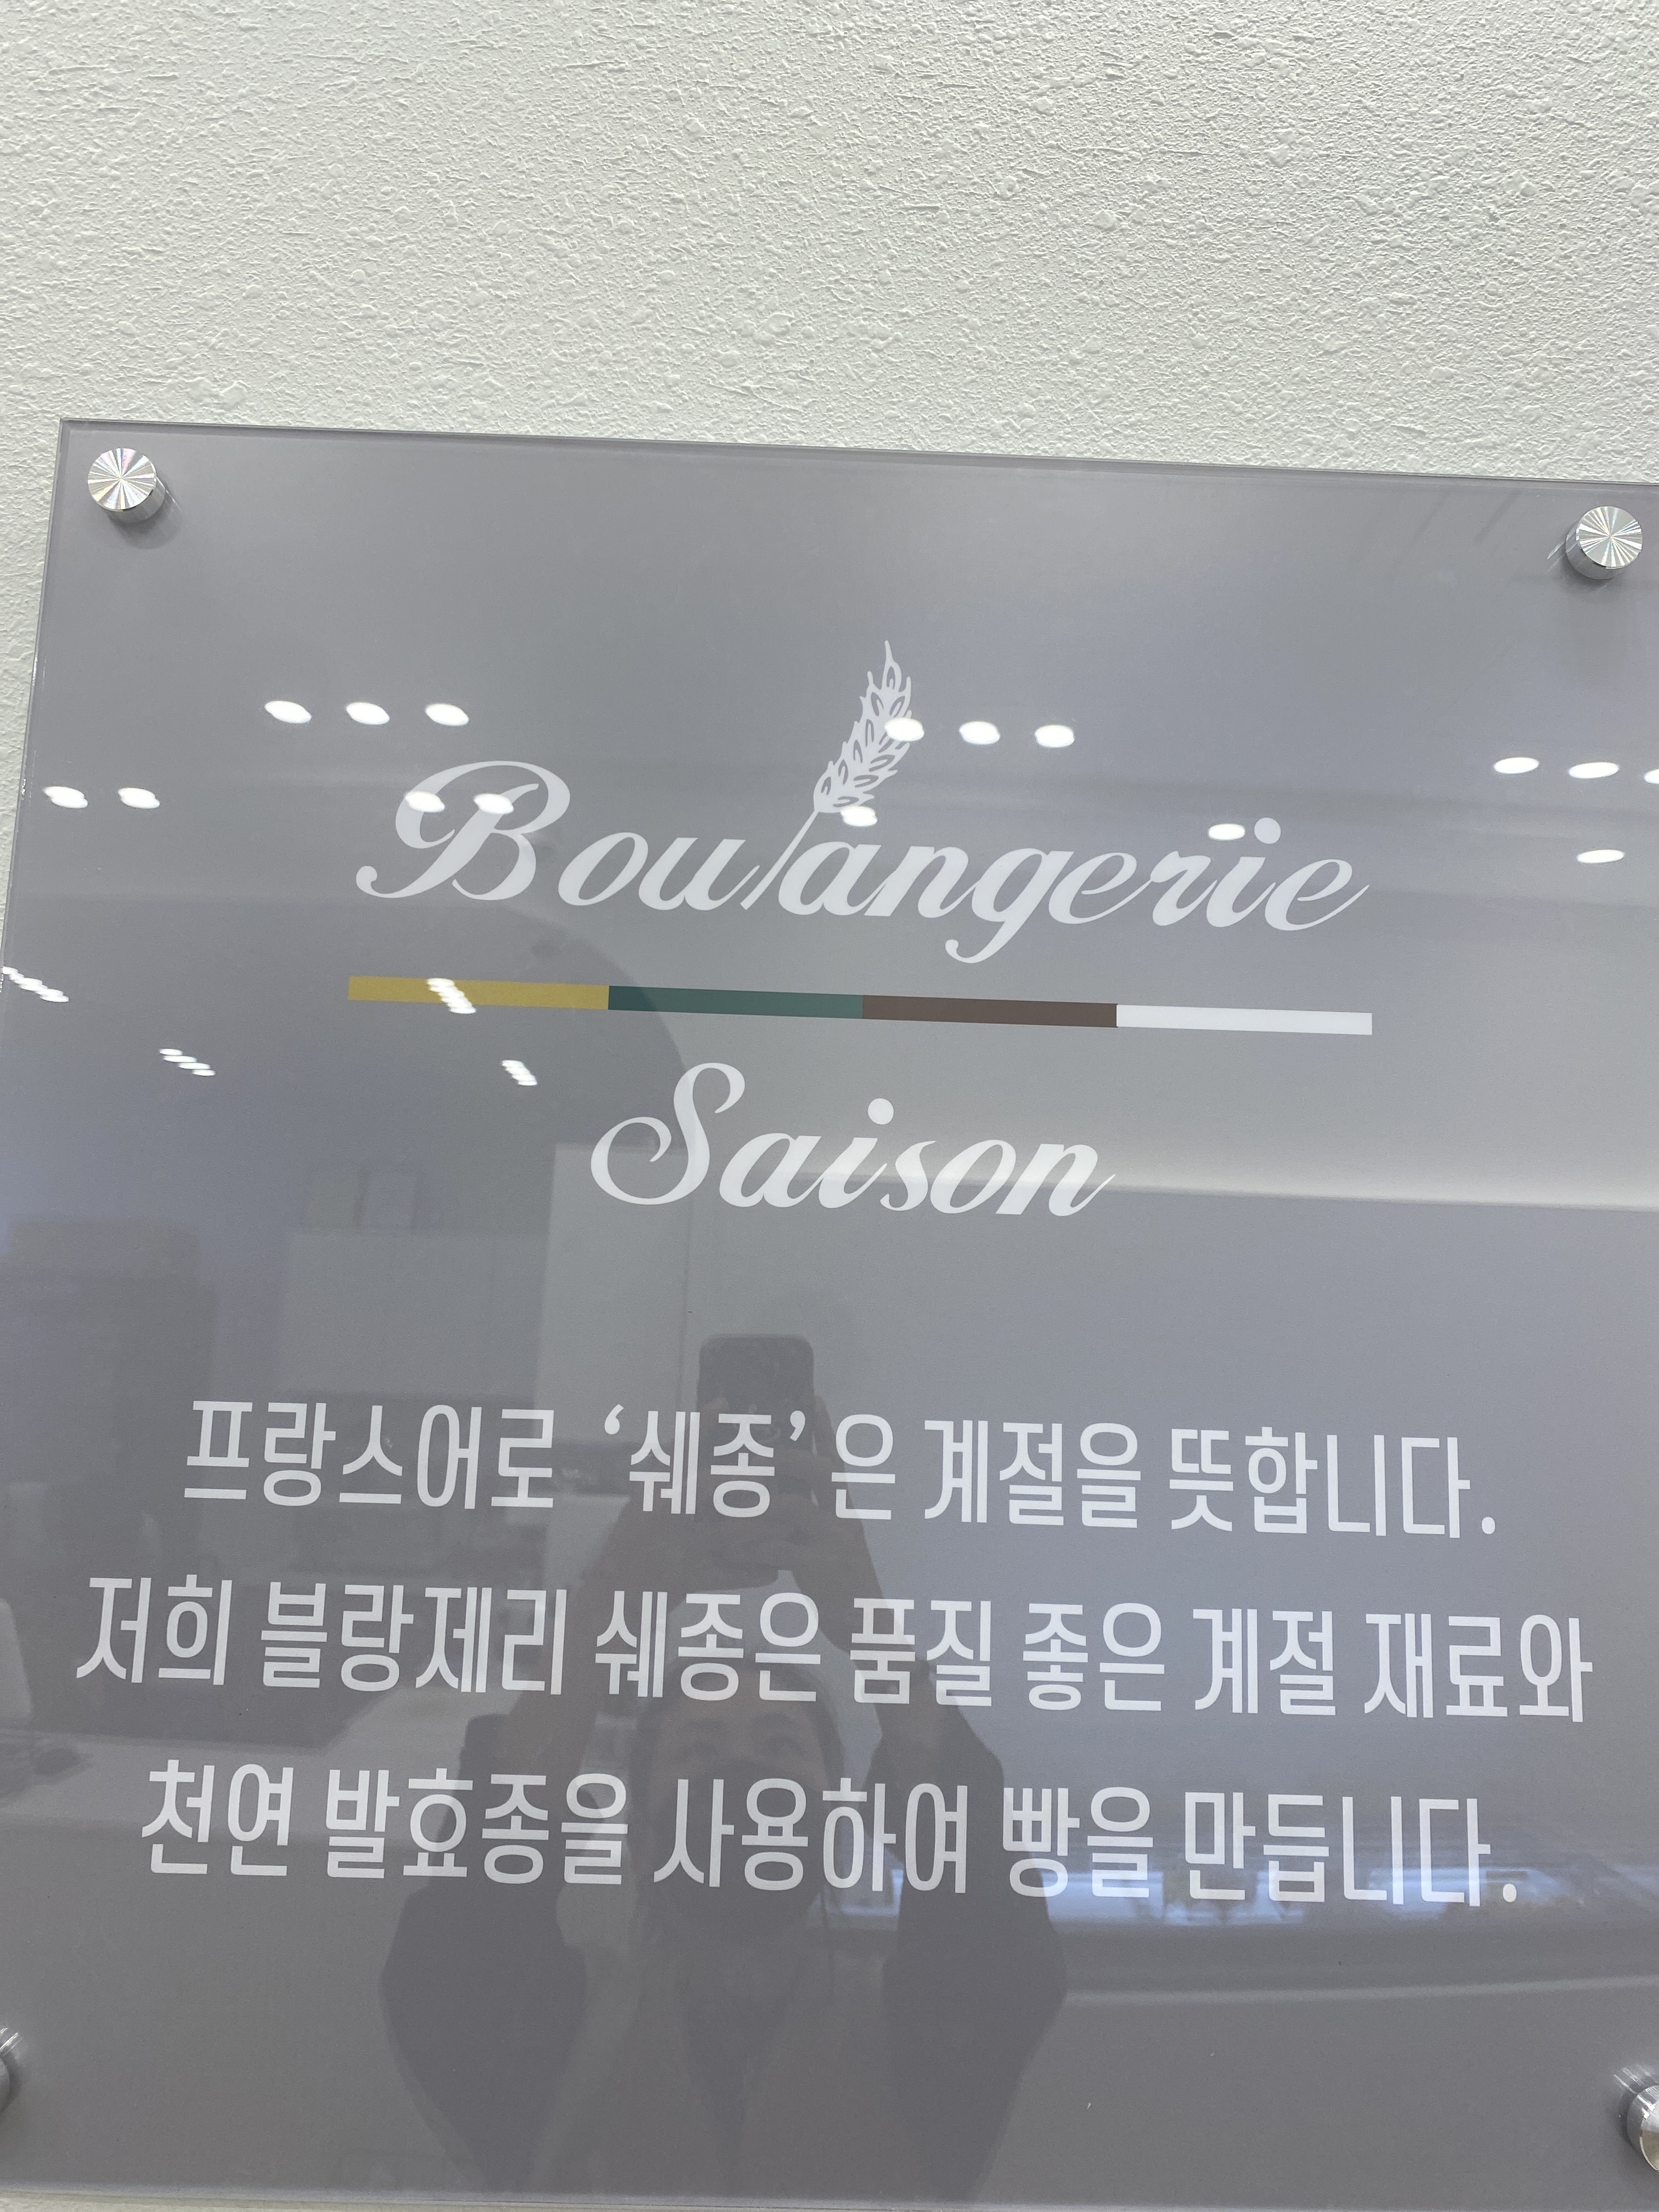 Boulangerie
Saison
프랑스어로 ‘쉐종’ 은 계절을 뜻합니다.
저희 블랑제리 쉐종은 품질 좋은 계절 재료와
천연 발효종을 사용하여 빵을 만듭니다.